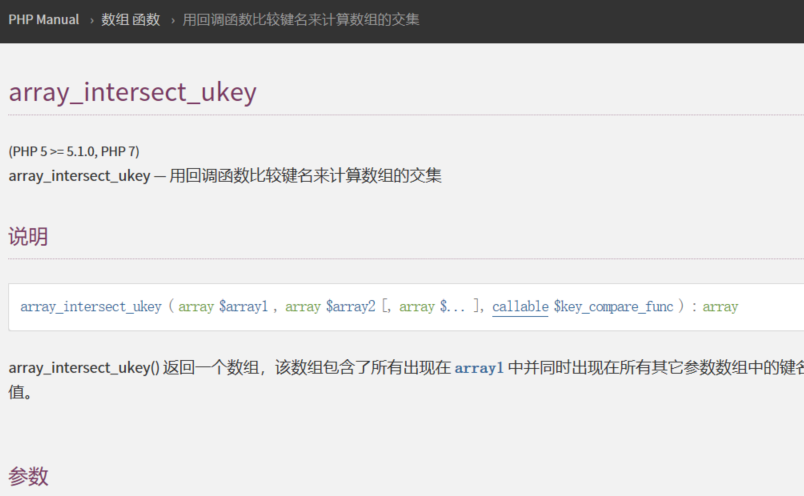 PHP Manual › 数组 函数 › 用回调函数比较键名来计算数组的交集
array_intersect_ukey
(PHP 5 >= 5.1.0, PHP 7)
array_intersect_ukey — 用回调函数比较键名来计算数组的交集
说明
array_intersect_ukey ( array $array1 , array $array2 [, array $... ], callable $key_compare_func ) : array
array_intersect_ukey() 返回一个数组，该数组包含了所有出现在 array1 中并同时出现在所有其它参数数组中的键名
值。
参数